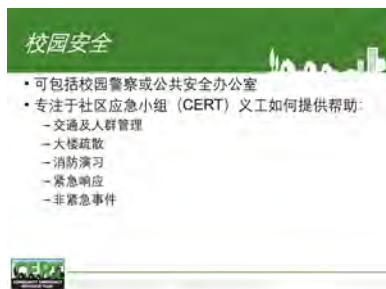 校园安全
• 可包括校园警察或公共安全办公室
• 专注于社区应急小组（CERT）义工如何提供帮助:
–交通及人群管理
–大楼疏散
–消防演习
–紧急响应
–非紧急事件
CERT